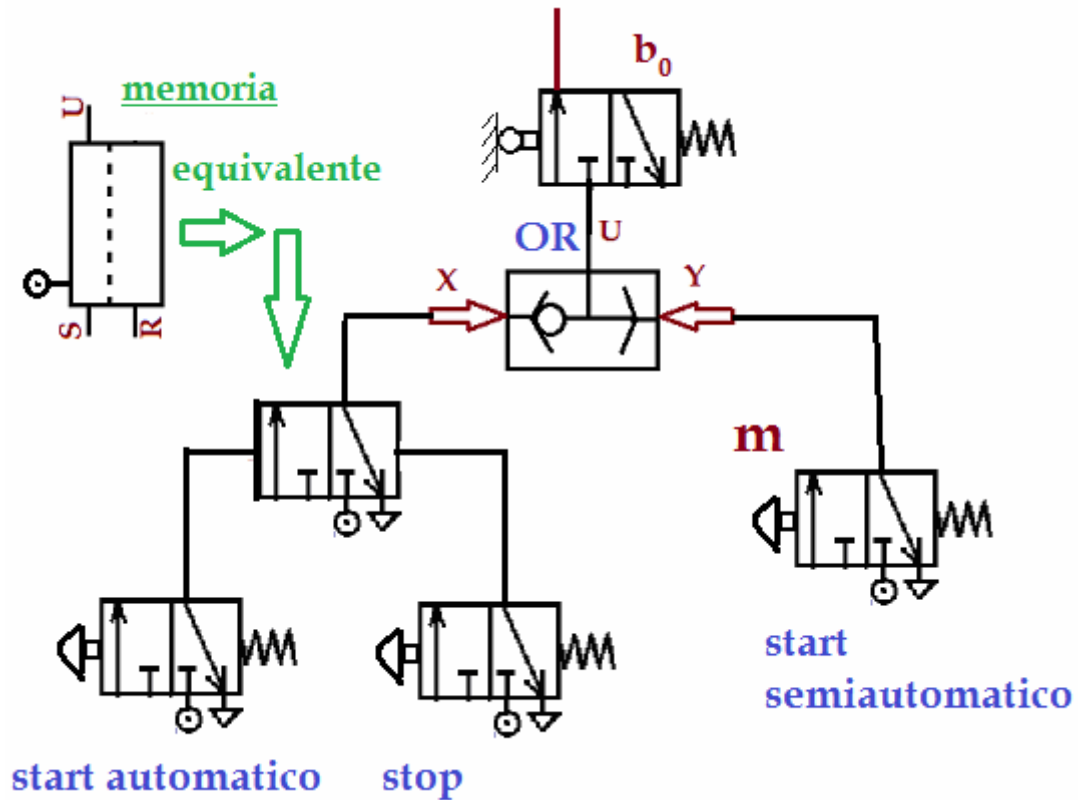 b₀
memoria
U
equivalente
OR
U
X
Y
S
R
m
start
semiautomatico
start automatico
stop